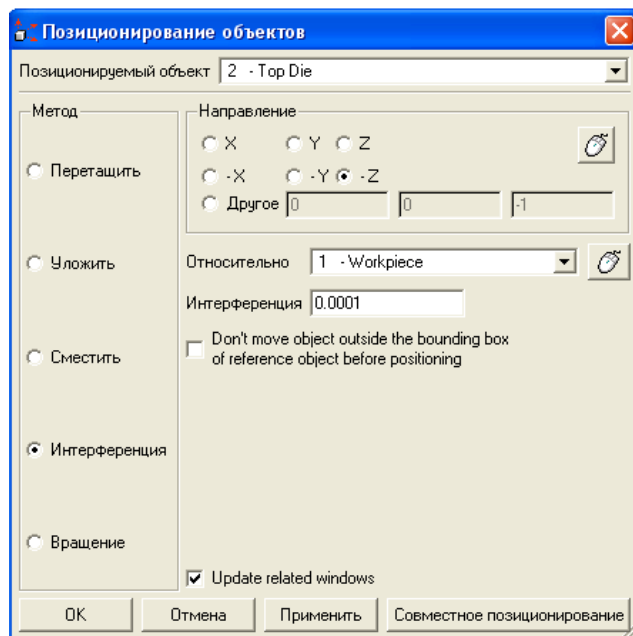 Позиционирование объектов
Позиционируемый объект 2 - Top Die
Метод
Перетащить
Уложить
Сместить
Интерференция
Вращение
Направление
X Y Z
-X -Y -Z
Другое 0 0 -1
Относительно 1 - Workpiece
Интерференция 0.0001
Don't move object outside the bounding box
of reference object before positioning
Update related windows
OK Отмена Применить Совместное позиционирование